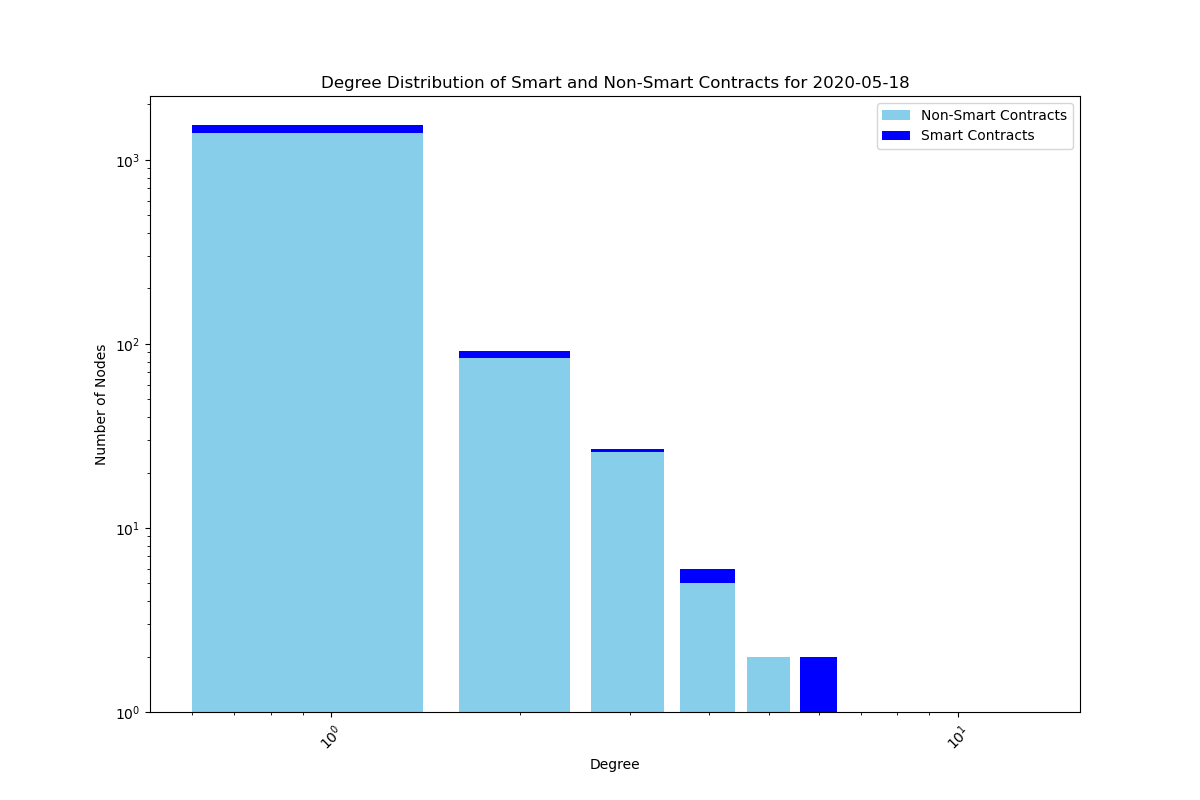 Degree Distribution of Smart and Non-Smart Contracts for 2020-05-18
Non-Smart Contracts
Smart Contracts
10³
10²
10¹
10⁰
Number of Nodes
10⁰
10¹
Degree